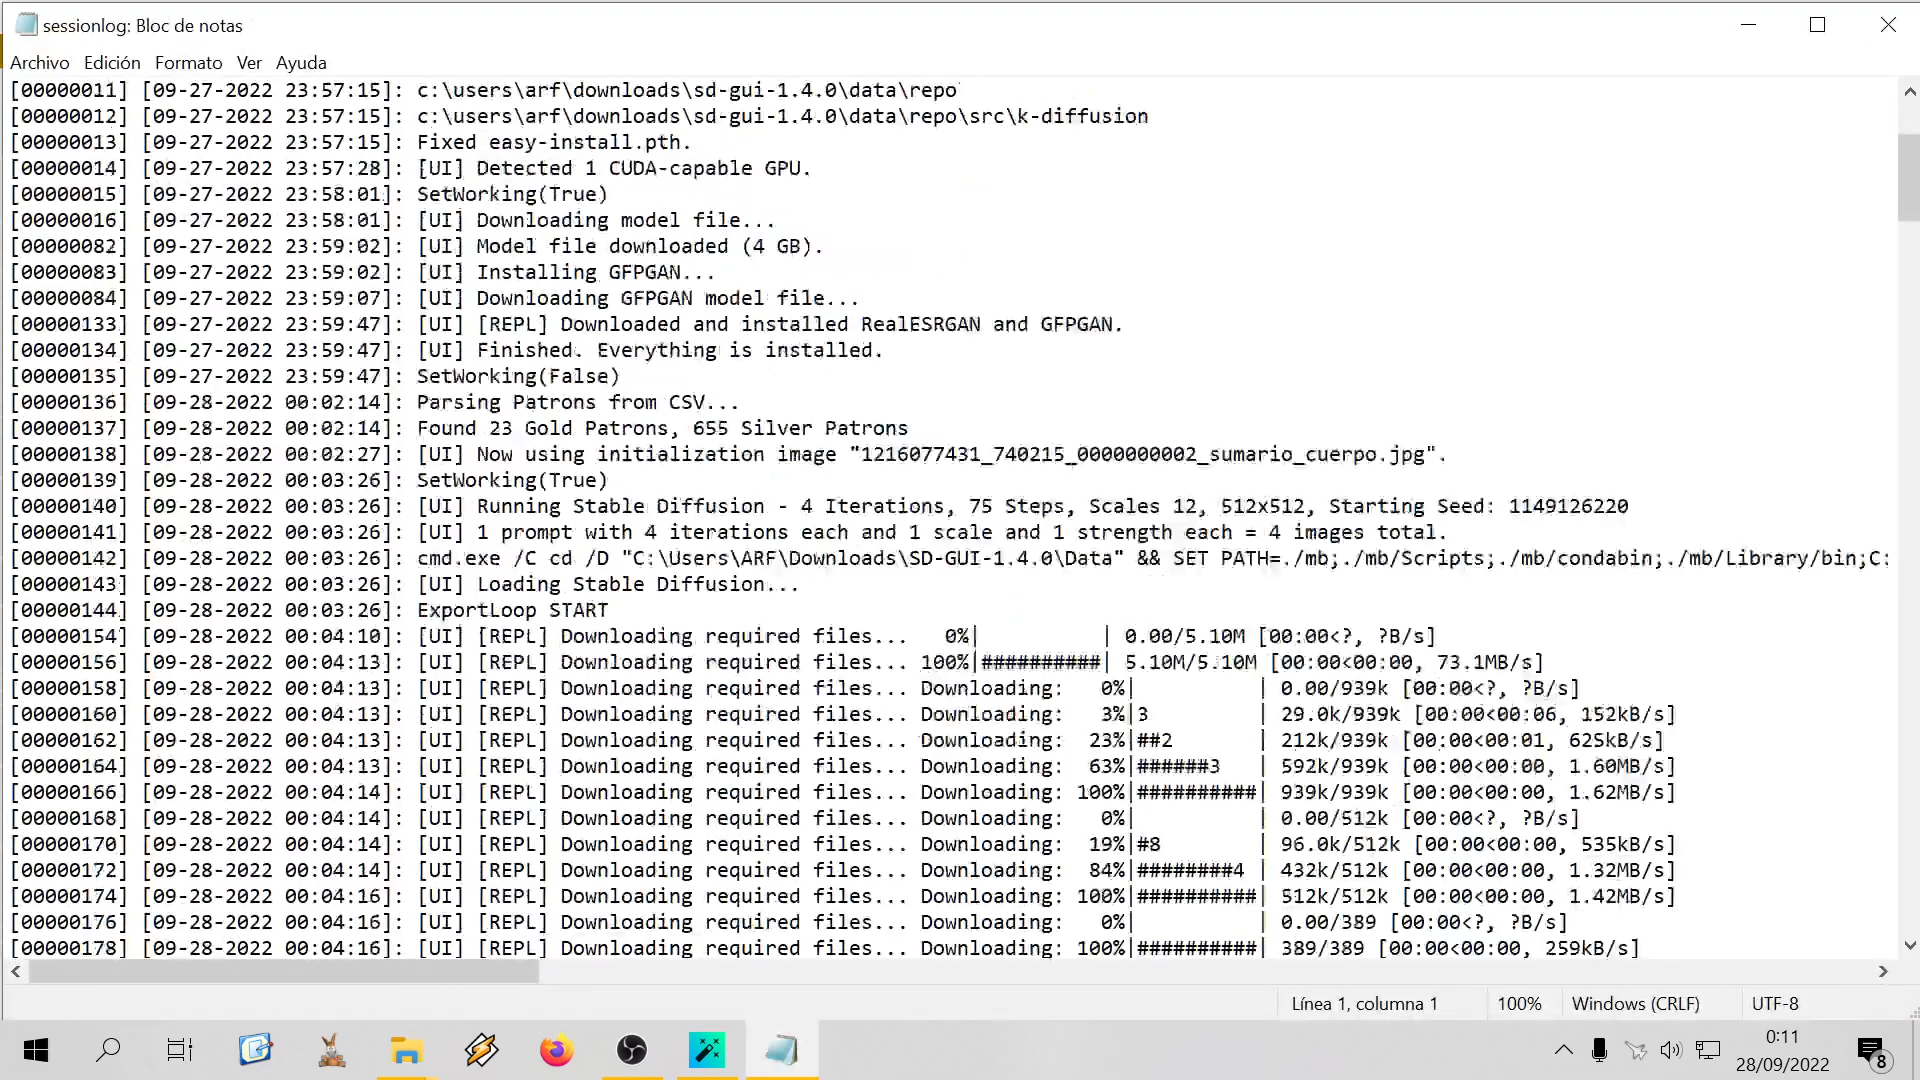 sessionlog: Bloc de notas
Archivo Edición Formato Ver Ayuda
[00000011] [09-27-2022 23:57:15]: c:\users\arf\downloads\sd-gui-1.4.0\data\repo
[00000012] [09-27-2022 23:57:15]: c:\users\arf\downloads\sd-gui-1.4.0\data\repo\src\k-diffusion
[00000013] [09-27-2022 23:57:15]: Fixed easy-install.pth.
[00000014] [09-27-2022 23:57:28]: [UI] Detected 1 CUDA-capable GPU.
[00000015] [09-27-2022 23:58:01]: SetWorking(True)
[00000016] [09-27-2022 23:58:01]: [UI] Downloading model file...
[00000082] [09-27-2022 23:59:02]: [UI] Model file downloaded (4 GB).
[00000083] [09-27-2022 23:59:02]: [UI] Installing GFPGAN...
[00000084] [09-27-2022 23:59:07]: [UI] Downloading GFPGAN model file...
[00000133] [09-27-2022 23:59:47]: [UI] [REPL] Downloaded and installed RealESRGAN and GFPGAN.
[00000134] [09-27-2022 23:59:47]: [UI] Finished. Everything is installed.
[00000135] [09-27-2022 23:59:47]: SetWorking(False)
[00000136] [09-28-2022 00:02:14]: Parsing Patrons from CSV...
[00000137] [09-28-2022 00:02:14]: Found 23 Gold Patrons, 655 Silver Patrons
[00000138] [09-28-2022 00:02:27]: [UI] Now using initialization image "1216077431_740215_0000000002_sumario_cuerpo.jpg".
[00000139] [09-28-2022 00:03:26]: SetWorking(True)
[00000140] [09-28-2022 00:03:26]: [UI] Running Stable Diffusion - 4 Iterations, 75 Steps, Scales 12, 512x512, Starting Seed: 1149126220
[00000141] [09-28-2022 00:03:26]: [UI] 1 prompt with 4 iterations each and 1 scale and 1 strength each = 4 images total.
[00000142] [09-28-2022 00:03:26]: cmd.exe /C cd /D "C:\Users\ARF\Downloads\SD-GUI-1.4.0\Data" && SET PATH=./mb;./mb/Scripts;./mb/condabin;./mb/Library/bin;C:
[00000143] [09-28-2022 00:03:26]: [UI] Loading Stable Diffusion...
[00000144] [09-28-2022 00:03:26]: ExportLoop START
[00000154] [09-28-2022 00:04:10]: [UI] [REPL] Downloading required files...   0%|          | 0.00/5.10M [00:00<?, ?B/s]
[00000156] [09-28-2022 00:04:13]: [UI] [REPL] Downloading required files... 100%|##########| 5.10M/5.10M [00:00<00:00, 73.1MB/s]
[00000158] [09-28-2022 00:04:13]: [UI] [REPL] Downloading required files... Downloading:   0%|          | 0.00/939k [00:00<?, ?B/s]
[00000160] [09-28-2022 00:04:13]: [UI] [REPL] Downloading required files... Downloading:   3%|3         | 29.0k/939k [00:00<00:06, 152kB/s]
[00000162] [09-28-2022 00:04:13]: [UI] [REPL] Downloading required files... Downloading:  23%|##2       | 212k/939k [00:00<00:01, 625kB/s]
[00000164] [09-28-2022 00:04:13]: [UI] [REPL] Downloading required files... Downloading:  63%|######3   | 592k/939k [00:00<00:00, 1.60MB/s]
[00000166] [09-28-2022 00:04:14]: [UI] [REPL] Downloading required files... Downloading: 100%|##########| 939k/939k [00:00<00:00, 1.62MB/s]
[00000168] [09-28-2022 00:04:14]: [UI] [REPL] Downloading required files... Downloading:   0%|          | 0.00/512k [00:00<?, ?B/s]
[00000170] [09-28-2022 00:04:14]: [UI] [REPL] Downloading required files... Downloading:  19%|#8        | 96.0k/512k [00:00<00:00, 535kB/s]
[00000172] [09-28-2022 00:04:14]: [UI] [REPL] Downloading required files... Downloading:  84%|########4 | 432k/512k [00:00<00:00, 1.32MB/s]
[00000174] [09-28-2022 00:04:16]: [UI] [REPL] Downloading required files... Downloading: 100%|##########| 512k/512k [00:00<00:00, 1.42MB/s]
[00000176] [09-28-2022 00:04:16]: [UI] [REPL] Downloading required files... Downloading:   0%|          | 0.00/389 [00:00<?, ?B/s]
[00000178] [09-28-2022 00:04:16]: [UI] [REPL] Downloading required files... Downloading: 100%|##########| 389/389 [00:00<00:00, 259kB/s]
Línea 1, columna 1 100% Windows (CRLF) UTF-8
0:11
28/09/2022
8